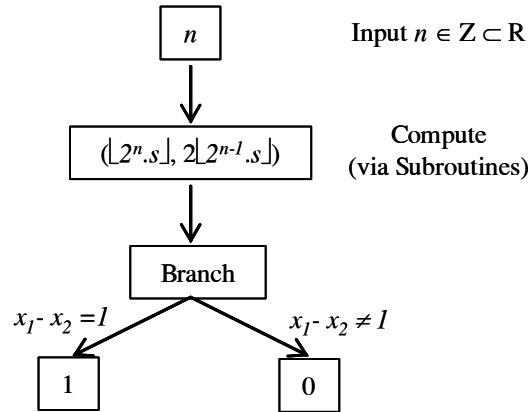 n
Input n ∈ Z ⊂ R
(⌊2ⁿ.s⌋, 2⌊2ⁿ⁻¹.s⌋)
Compute
(via Subroutines)
Branch
x₁- x₂ =1
x₁- x₂ ≠ 1
1
0